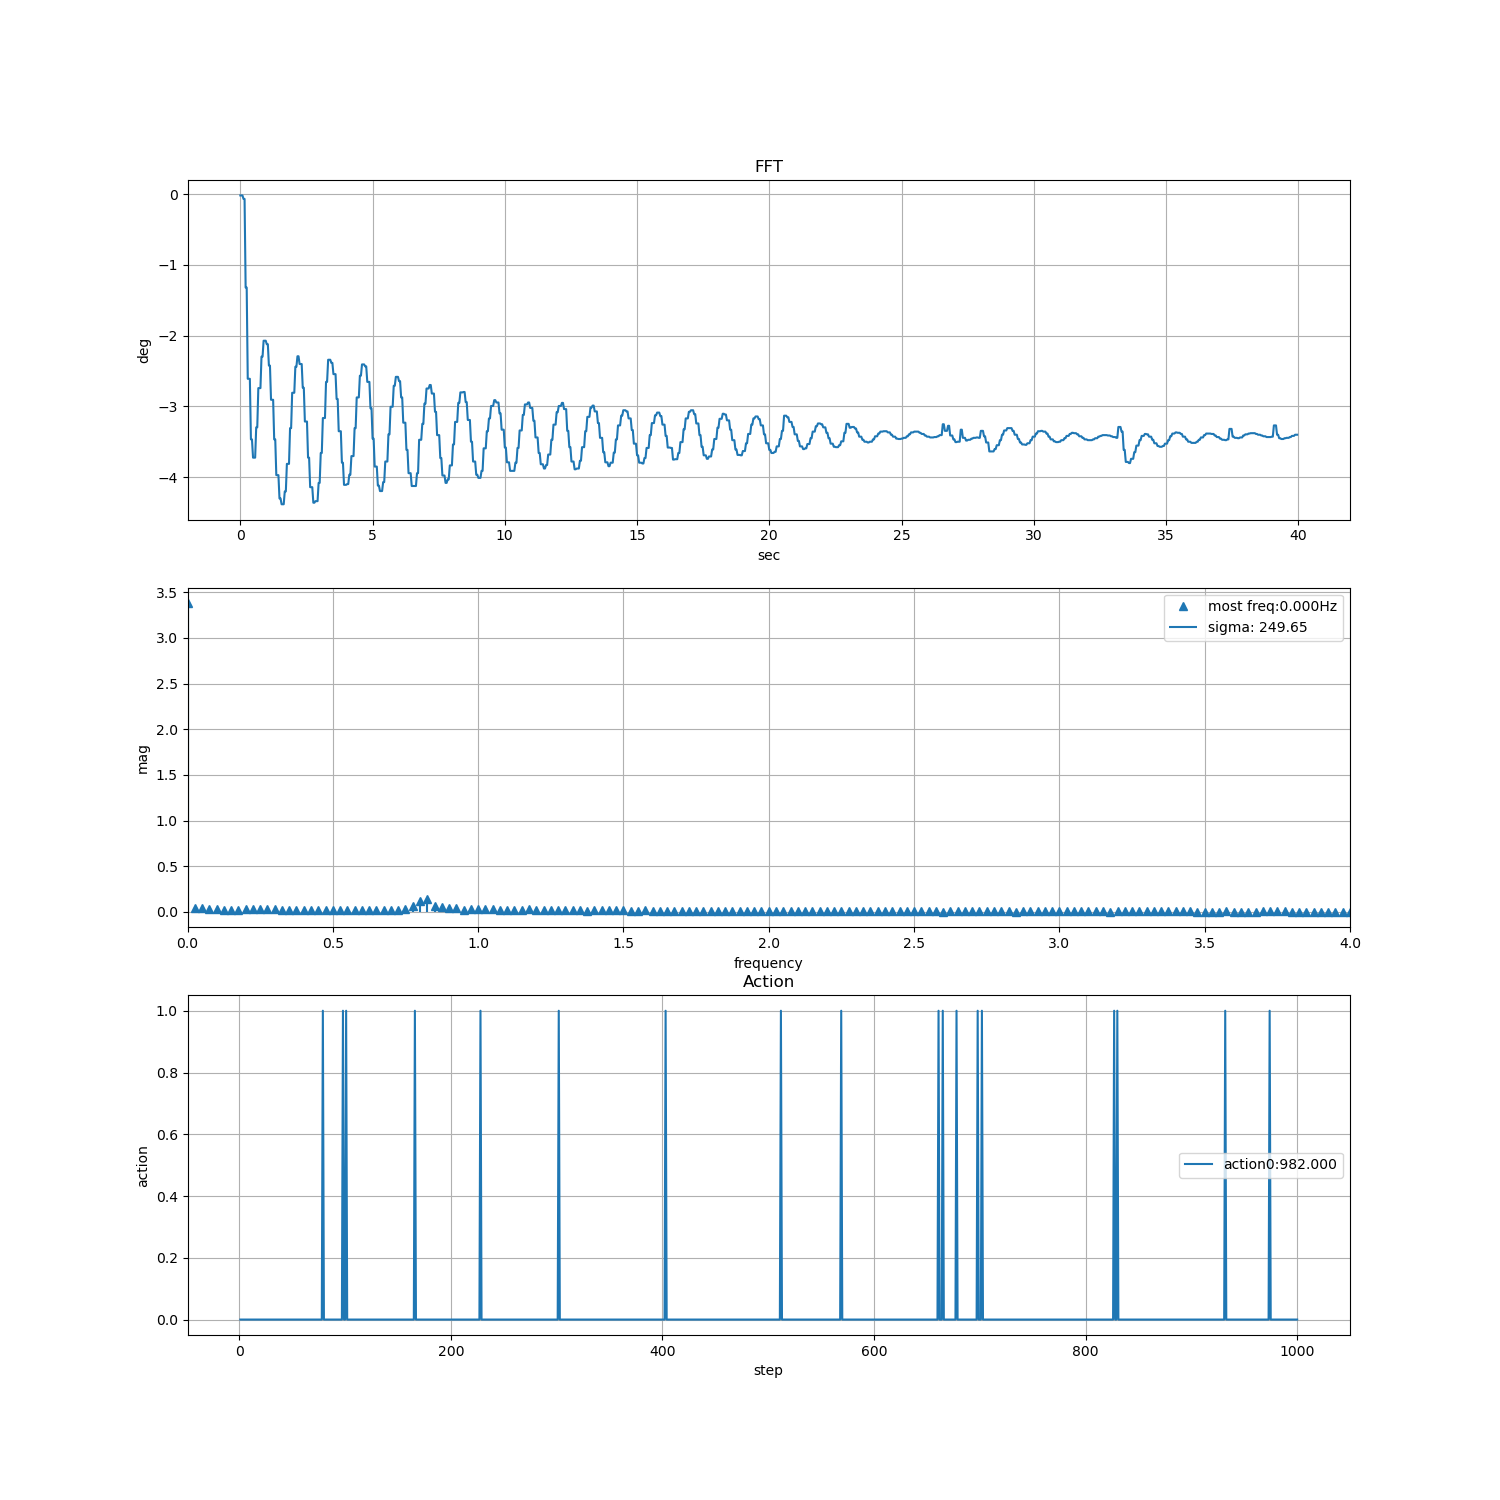 FFT
0
−1
−2
−3
−4
deg
0 5 10 15 20 25 30 35 40
sec
3.5
3.0
2.5
2.0
1.5
1.0
0.5
0.0
mag
most freq:0.000Hz
sigma: 249.65
0.0 0.5 1.0 1.5 2.0 2.5 3.0 3.5 4.0
frequency
Action
1.0
0.8
0.6
0.4
0.2
0.0
action
action0:982.000
0 200 400 600 800 1000
step